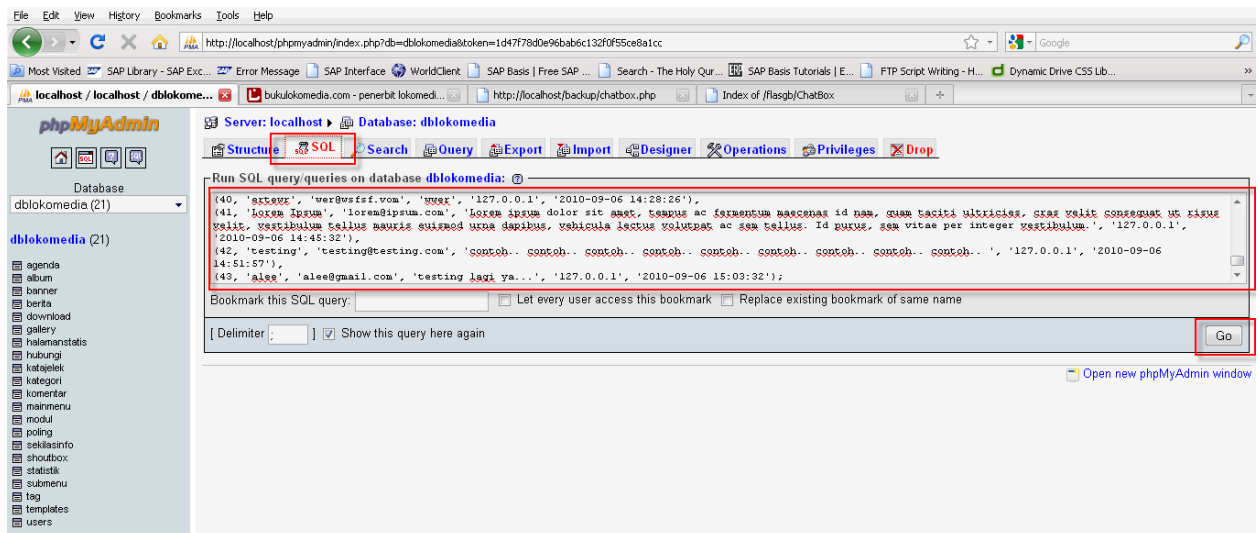 File Edit View History Bookmarks Tools Help
http://localhost/phpmyadmin/index.php?db=dblokomedia&token=1d47f78d0e96bab6c132f0f55ce8a1cc
Google
Most Visited SAP Library - SAP Exc... Error Message SAP Interface WorldClient SAP Basis | Free SAP ... Search - The Holy Qur... SAP Basis Tutorials | E... FTP Script Writing - H... Dynamic Drive CSS Lib... »
localhost / localhost / dblokome... bukulokomedia.com - penerbit lokomedi... http://localhost/backup/chatbox.php Index of /flasgb/ChatBox
phpMyAdmin
Server: localhost Database: dblokomedia
Structure SQL Search Query Export Import Designer Operations Privileges Drop
Database
dblokomedia (21)
dblokomedia (21)
agenda
album
banner
berita
download
gallery
halamanstatis
hubungi
katajelek
kategori
komentar
mainmenu
modul
poling
sekilasinfo
shoutbox
statistik
submenu
tag
templates
users
Run SQL query/queries on database dblokomedia:
(40, 'ertewr', 'wer@wsfsf.vom', 'wwer', '127.0.0.1', '2010-09-06 14:28:26'),
(41, 'Lorem Ipsum', 'lorem@ipsum.com', 'Lorem ipsum dolor sit amet, tempus ac fermentum maecenas id nam, quam taciti ultricies, cras velit consequat ut risus
velit, vestibulum tellus mauris euismod urna dapibus, vehicula lectus volutpat ac sem tellus. Id purus, sem vitae per integer vestibulum.', '127.0.0.1',
'2010-09-06 14:45:32'),
(42, 'testing', 'testing@testing.com', 'contoh.. contoh.. contoh.. contoh.. contoh.. contoh.. contoh.. contoh.. contoh.. ', '127.0.0.1', '2010-09-06
14:51:57'),
(43, 'alee', 'alee@gmail.com', 'testing lagi ya...', '127.0.0.1', '2010-09-06 15:03:32');
Bookmark this SQL query: Let every user access this bookmark Replace existing bookmark of same name
[ Delimiter ; ] Show this query here again
Go
Open new phpMyAdmin window